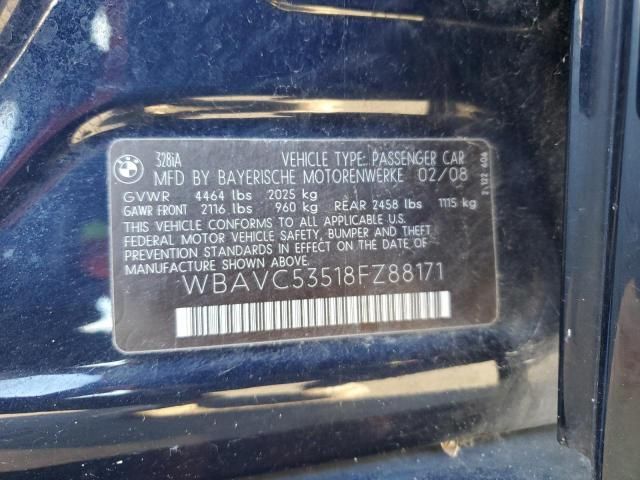 328iA VEHICLE TYPE: PASSENGER CAR
MFD BY BAYERISCHE MOTORENWERKE 02/08
GVWR 4464 lbs 2025 kg
GAWR FRONT 2116 lbs 960 kg REAR 2458 lbs 1115 kg
THIS VEHICLE CONFORMS TO ALL APPLICABLE U.S.
FEDERAL MOTOR VEHICLE SAFETY, BUMPER AND THEFT
PREVENTION STANDARDS IN EFFECT ON THE DATE OF
MANUFACTURE SHOWN ABOVE.
WBAVC53518FZ88171
BMW